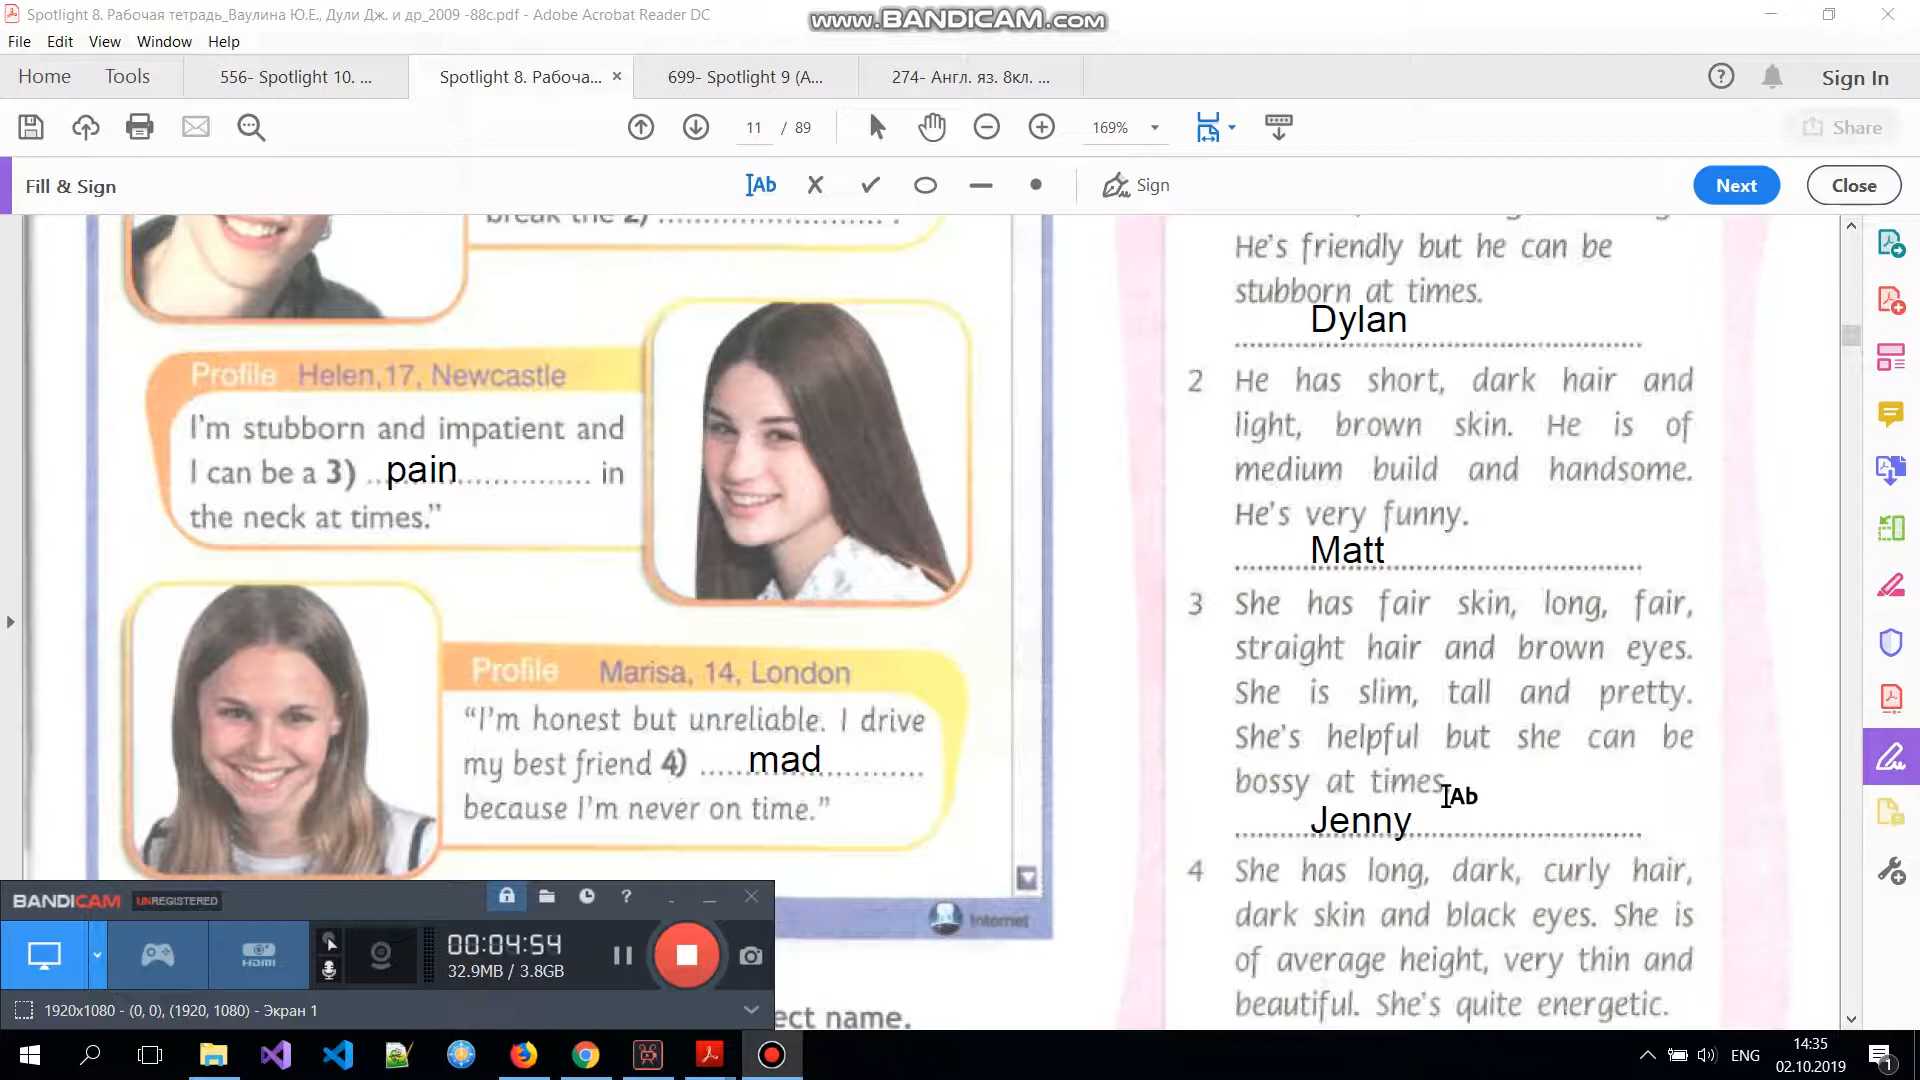 Spotlight 8. Рабочая тетрадь_Ваулина Ю.Е., Дули Дж. и др_2009 -88с.pdf - Adobe Acrobat Reader DC
www.BANDICAM.com
File Edit View Window Help
Home Tools 556- Spotlight 10. ... Spotlight 8. Рабоча... × 699- Spotlight 9 (A... 274- Англ. яз. 8кл. ... Sign In
11 / 89 169% Share
Fill & Sign Ab Sign Next Close
break the 2) .
Profile Helen,17, Newcastle
I'm stubborn and impatient and
I can be a 3) pain in
the neck at times."
Profile Marisa, 14, London
"I'm honest but unreliable. I drive
my best friend 4) mad
because I'm never on time."
Internet
ect name.
He's friendly but he can be
stubborn at times.
Dylan
2 He has short, dark hair and
light, brown skin. He is of
medium build and handsome.
He's very funny.
Matt
3 She has fair skin, long, fair,
straight hair and brown eyes.
She is slim, tall and pretty.
She's helpful but she can be
bossy at times
Ab
Jenny
4 She has long, dark, curly hair,
dark skin and black eyes. She is
of average height, very thin and
beautiful. She's quite energetic.
BANDICAM UNREGISTERED
HDMI
00:04:54
32.9MB / 3.8GB
1920x1080 - (0, 0), (1920, 1080) - Экран 1
ENG
14:35
02.10.2019
1